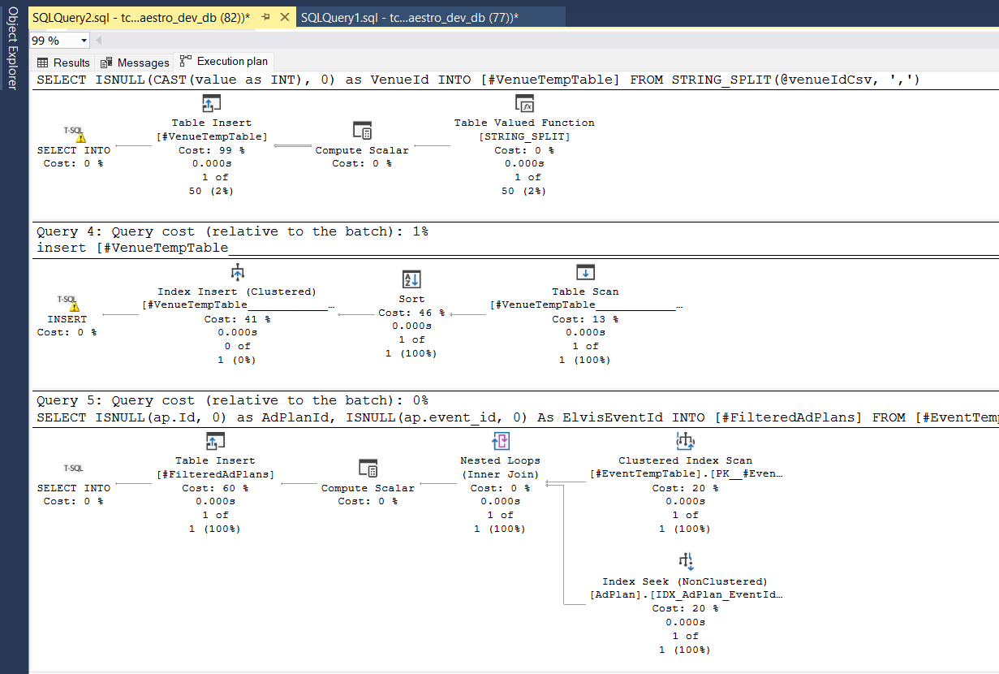 Object Explorer
SQLQuery2.sql - tc...aestro_dev_db (82))*
SQLQuery1.sql - tc...aestro_dev_db (77))*
99 %
Results
Messages
Execution plan
SELECT ISNULL(CAST(value as INT), 0) as VenueId INTO [#VenueTempTable] FROM STRING_SPLIT(@venueIdCsv, ',')
T-SQL
SELECT INTO
Cost: 0 %
Table Insert
[#VenueTempTable]
Cost: 99 %
0.000s
1 of
50 (2%)
Compute Scalar
Cost: 0 %
Table Valued Function
[STRING_SPLIT]
Cost: 0 %
0.000s
1 of
50 (2%)
Query 4: Query cost (relative to the batch): 1%
insert [#VenueTempTable
T-SQL
INSERT
Cost: 0 %
Index Insert (Clustered)
[#VenueTempTable____________…
Cost: 41 %
0.000s
0 of
1 (0%)
Sort
Cost: 46 %
0.000s
1 of
1 (100%)
Table Scan
[#VenueTempTable____________…
Cost: 13 %
0.000s
1 of
1 (100%)
Query 5: Query cost (relative to the batch): 0%
SELECT ISNULL(ap.Id, 0) as AdPlanId, ISNULL(ap.event_id, 0) As ElvisEventId INTO [#FilteredAdPlans] FROM [#EventTemp
T-SQL
SELECT INTO
Cost: 0 %
Table Insert
[#FilteredAdPlans]
Cost: 60 %
0.000s
1 of
1 (100%)
Compute Scalar
Cost: 0 %
Nested Loops
(Inner Join)
Cost: 0 %
0.000s
1 of
1 (100%)
Clustered Index Scan
[#EventTempTable].[PK__#Even…
Cost: 20 %
0.000s
1 of
1 (100%)
Index Seek (NonClustered)
[AdPlan].[IDX_AdPlan_EventId…
Cost: 20 %
0.000s
1 of
1 (100%)